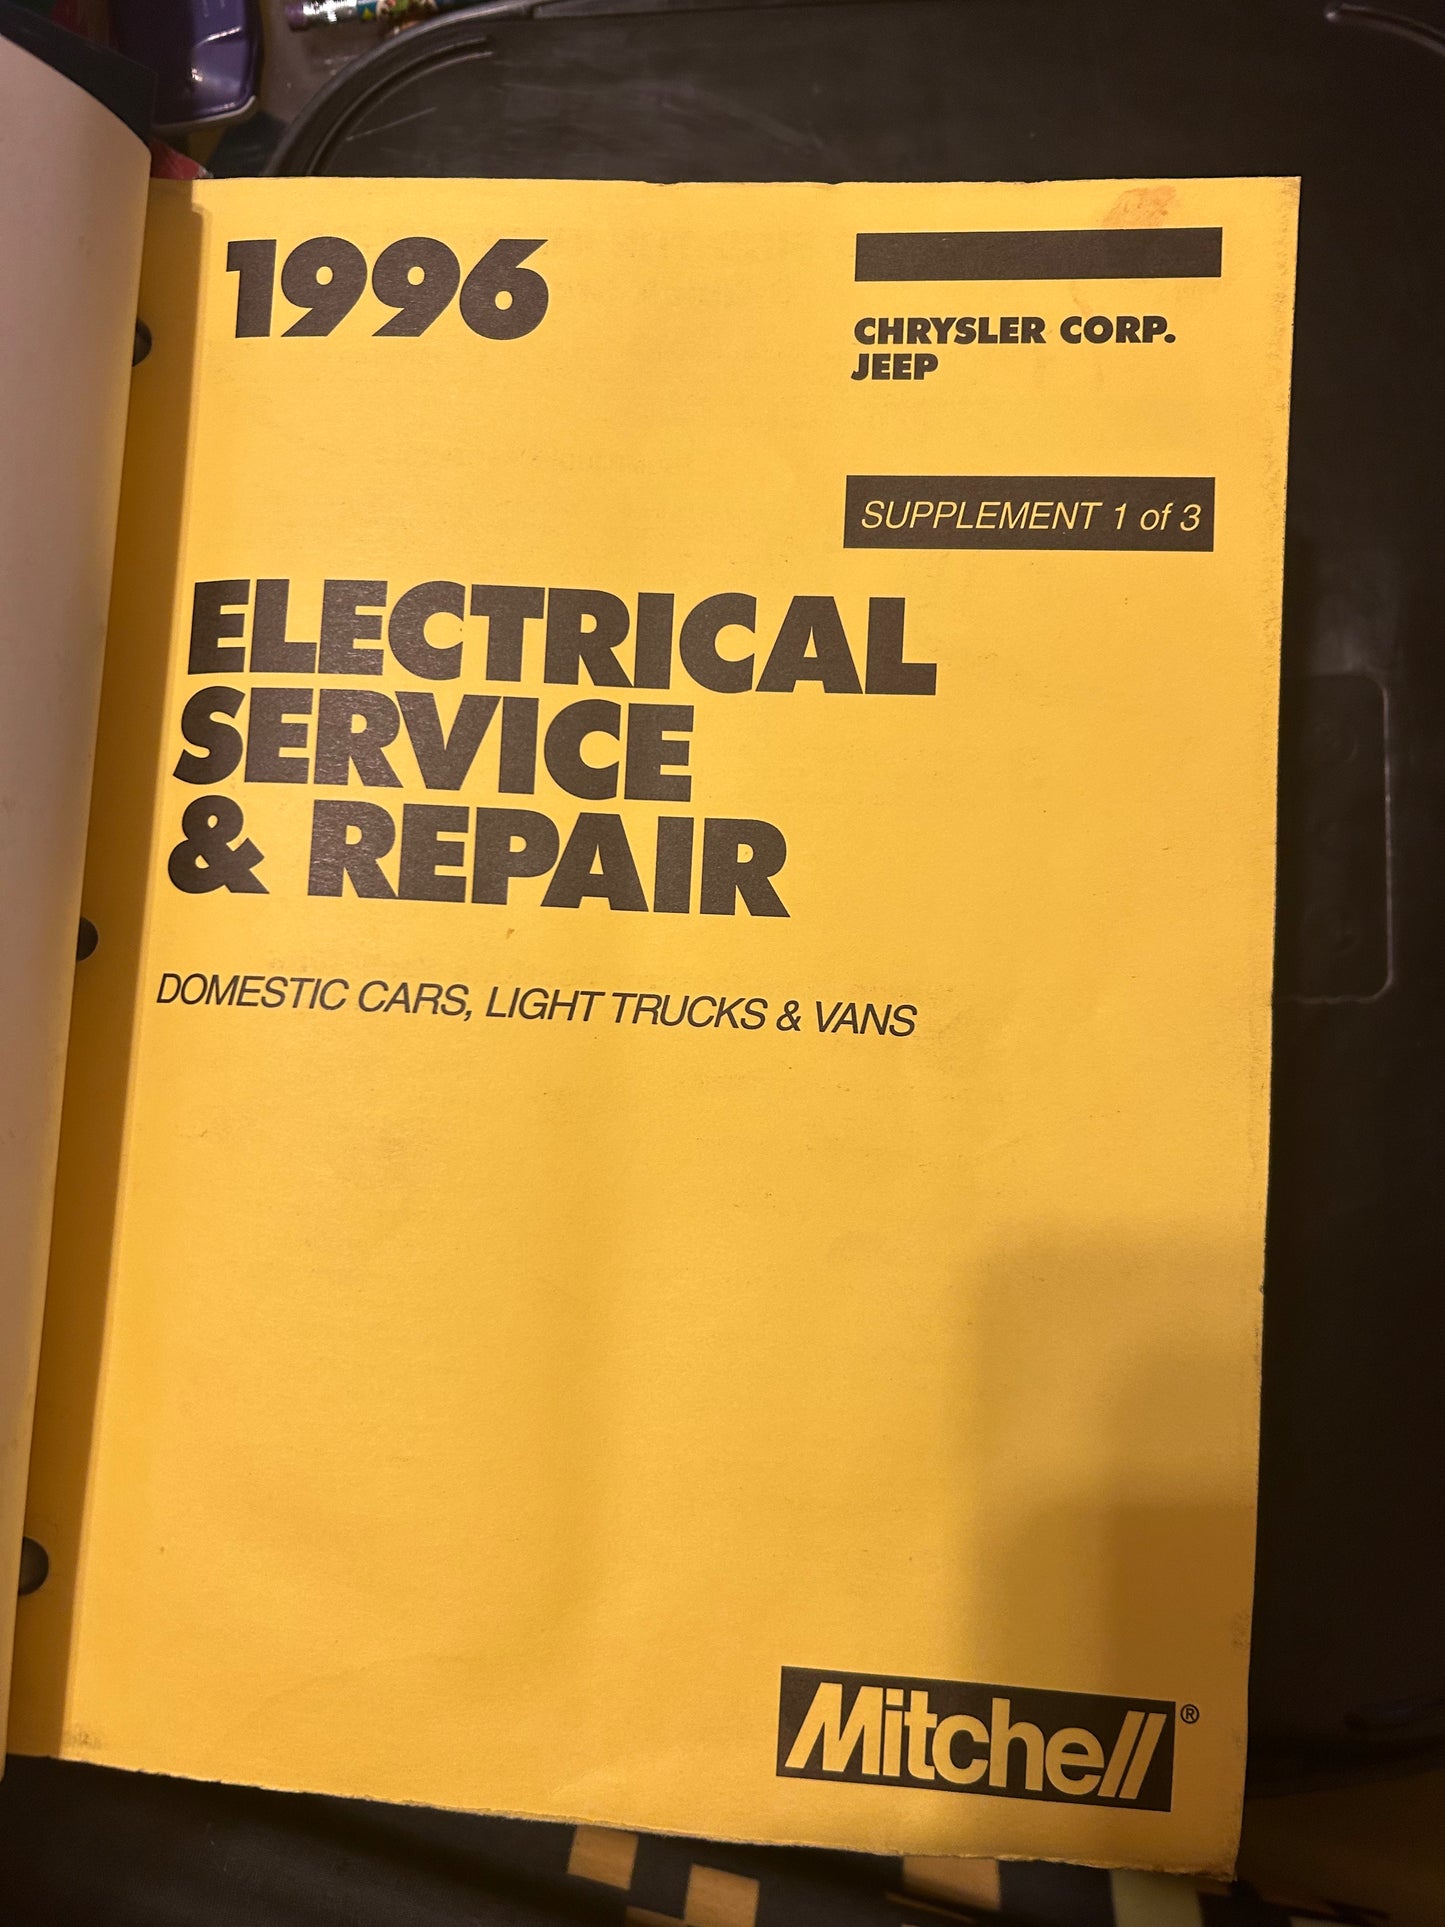 1996
CHRYSLER CORP.
JEEP
SUPPLEMENT 1 of 3
ELECTRICAL
SERVICE
& REPAIR
DOMESTIC CARS, LIGHT TRUCKS & VANS
Mitchell®